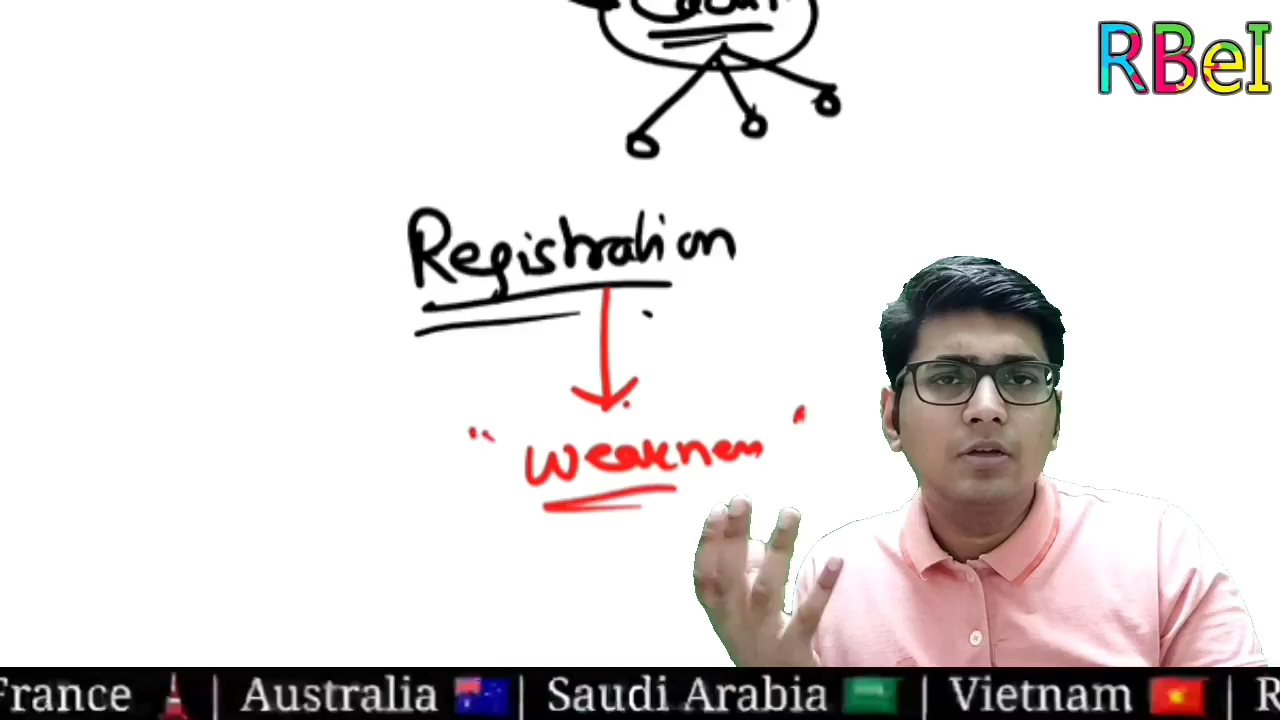 RBeI
Registration
"Weakness"
France | Australia | Saudi Arabia | Vietnam | R